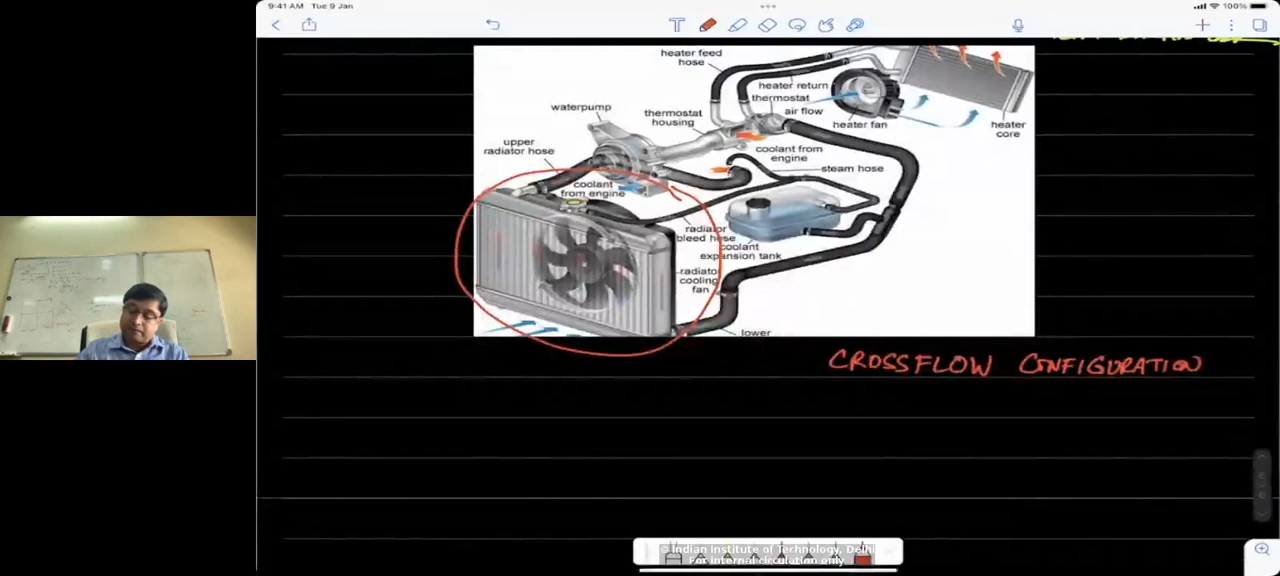 9:41 AM Tue 9 Jan
100%
heater feed
hose
heater return
thermostat
air flow
waterpump
thermostat
housing
heater fan
heater
core
upper
radiator hose
coolant from
engine
steam hose
coolant
from engine
radiator
bleed hose
coolant
expansion tank
radiator
cooling
fan
lower
CROSSFLOW CONFIGURATION
© Indian Institute of Technology, Delhi
For internal circulation only